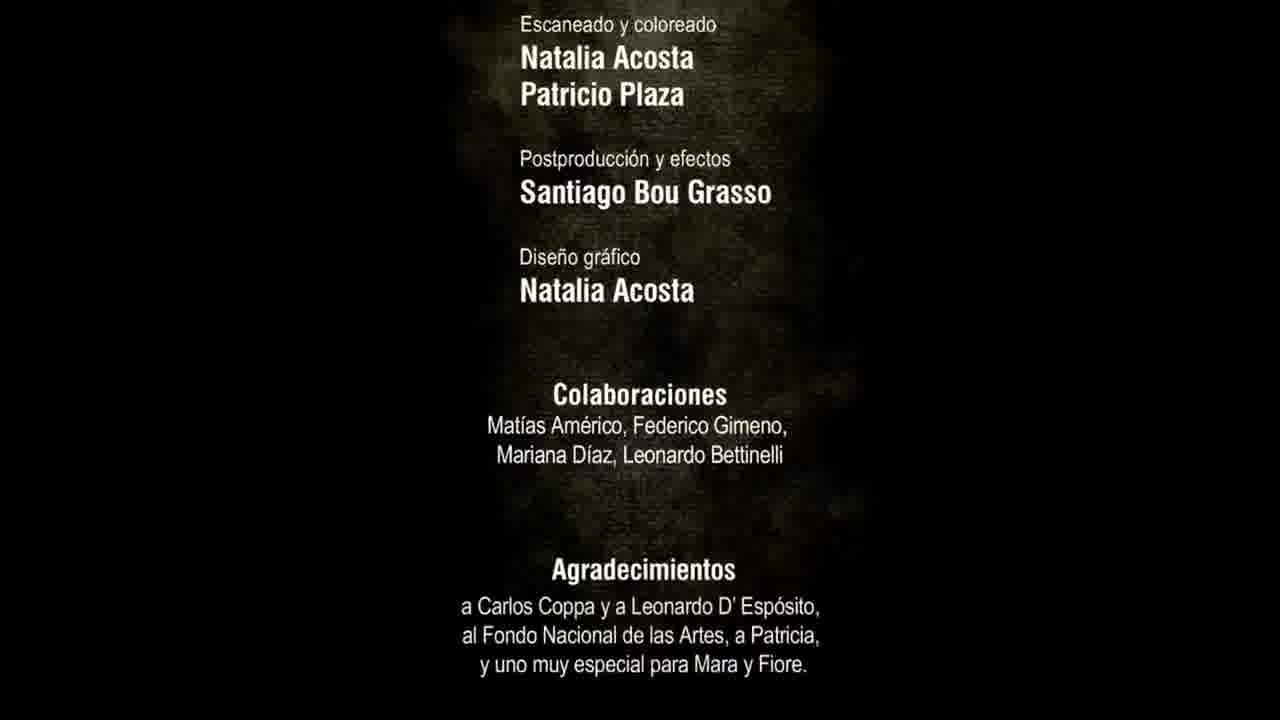 Escaneado y coloreado
Natalia Acosta
Patricio Plaza
Postproducción y efectos
Santiago Bou Grasso
Diseño gráfico
Natalia Acosta
Colaboraciones
Matías Américo, Federico Gimeno,
Mariana Díaz, Leonardo Bettinelli
Agradecimientos
a Carlos Coppa y a Leonardo D’ Espósito,
al Fondo Nacional de las Artes, a Patricia,
y uno muy especial para Mara y Fiore.